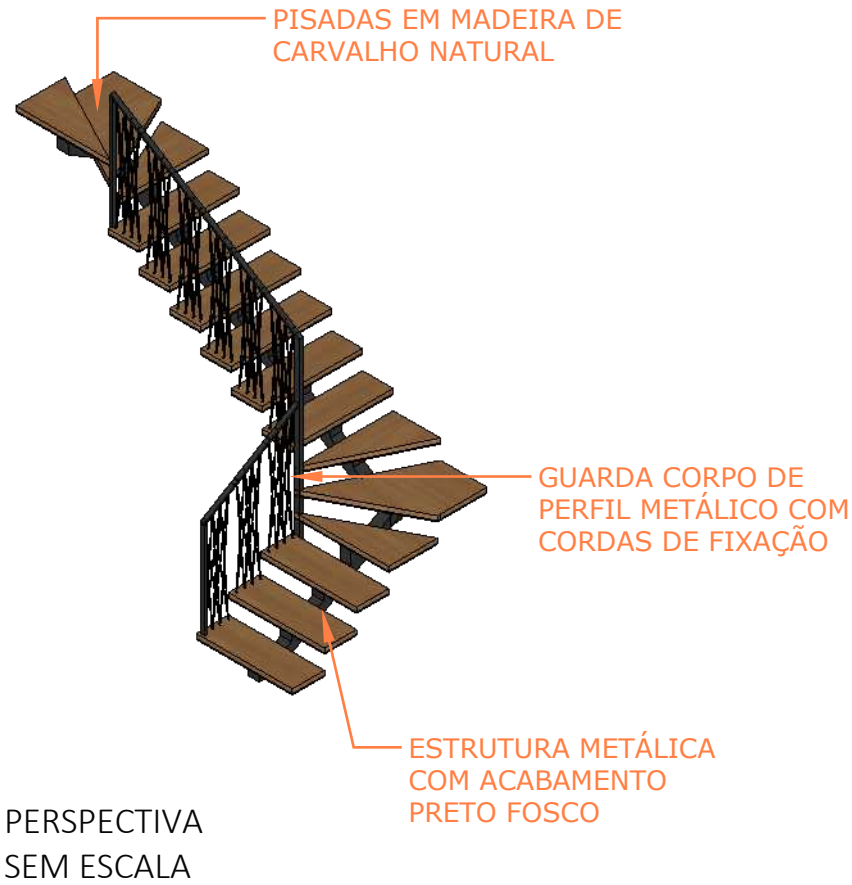 PISADAS EM MADEIRA DE
CARVALHO NATURAL
GUARDA CORPO DE
PERFIL METÁLICO COM
CORDAS DE FIXAÇÃO
ESTRUTURA METÁLICA
COM ACABAMENTO
PRETO FOSCO
PERSPECTIVA
SEM ESCALA